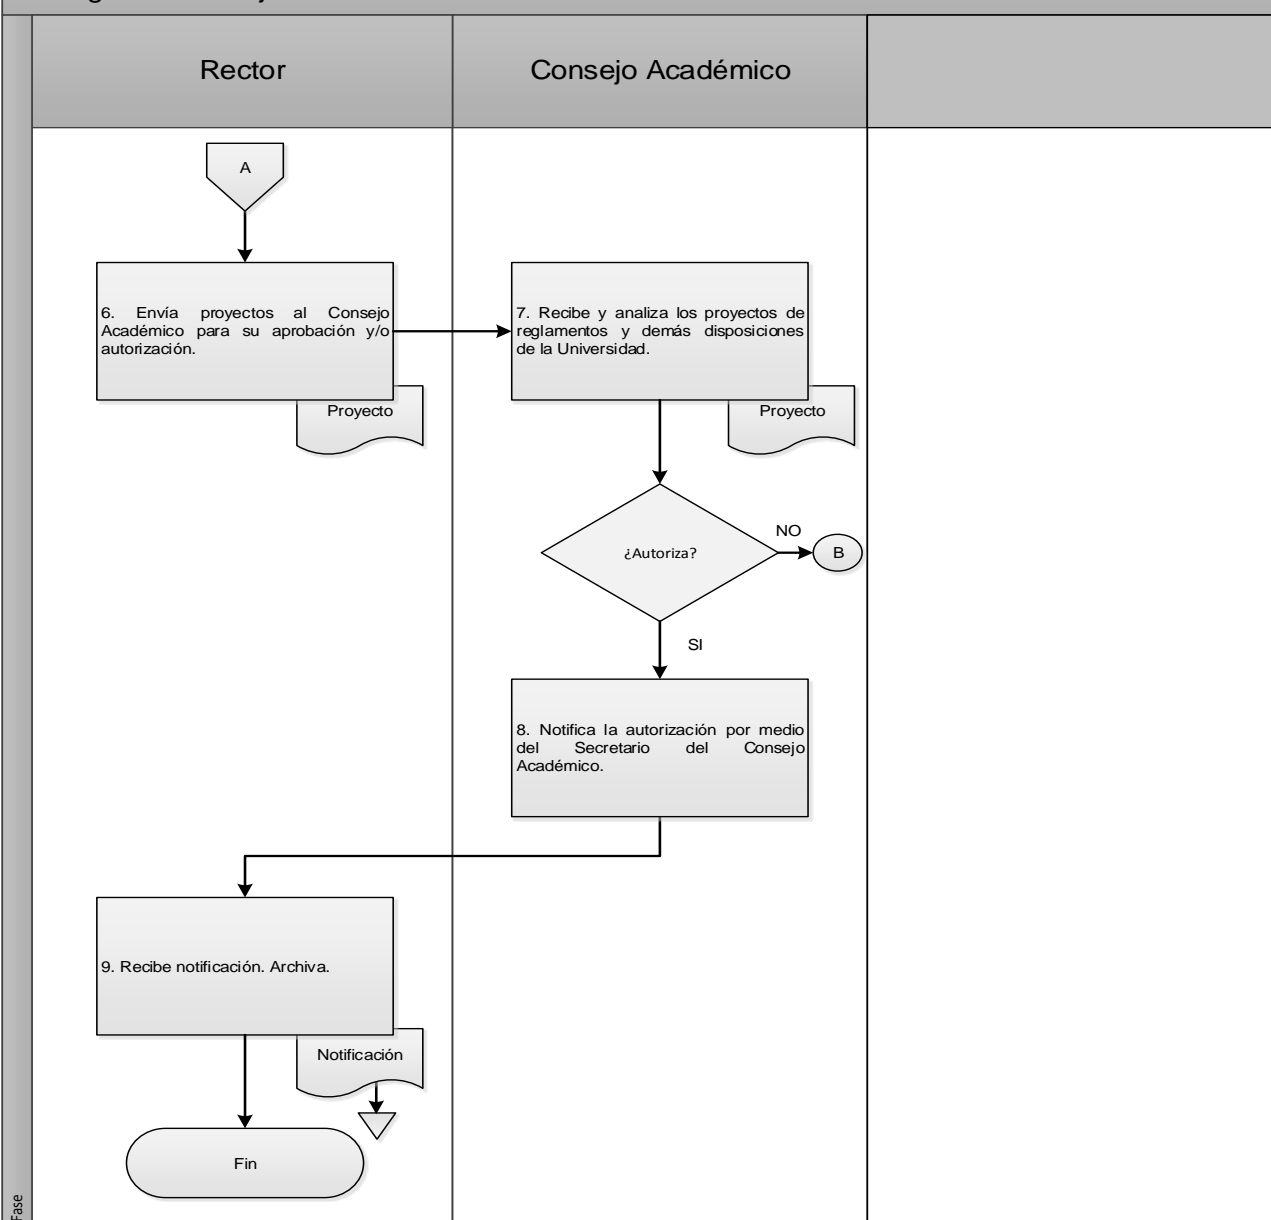 Rector
Consejo Académico
A
6. Envía proyectos al Consejo
Académico para su aprobación y/o
autorización.
Proyecto
7. Recibe y analiza los proyectos de
reglamentos y demás disposiciones
de la Universidad.
Proyecto
¿Autoriza?
NO
B
SI
8. Notifica la autorización por medio
del Secretario del Consejo
Académico.
9. Recibe notificación. Archiva.
Notificación
Fin
Fase